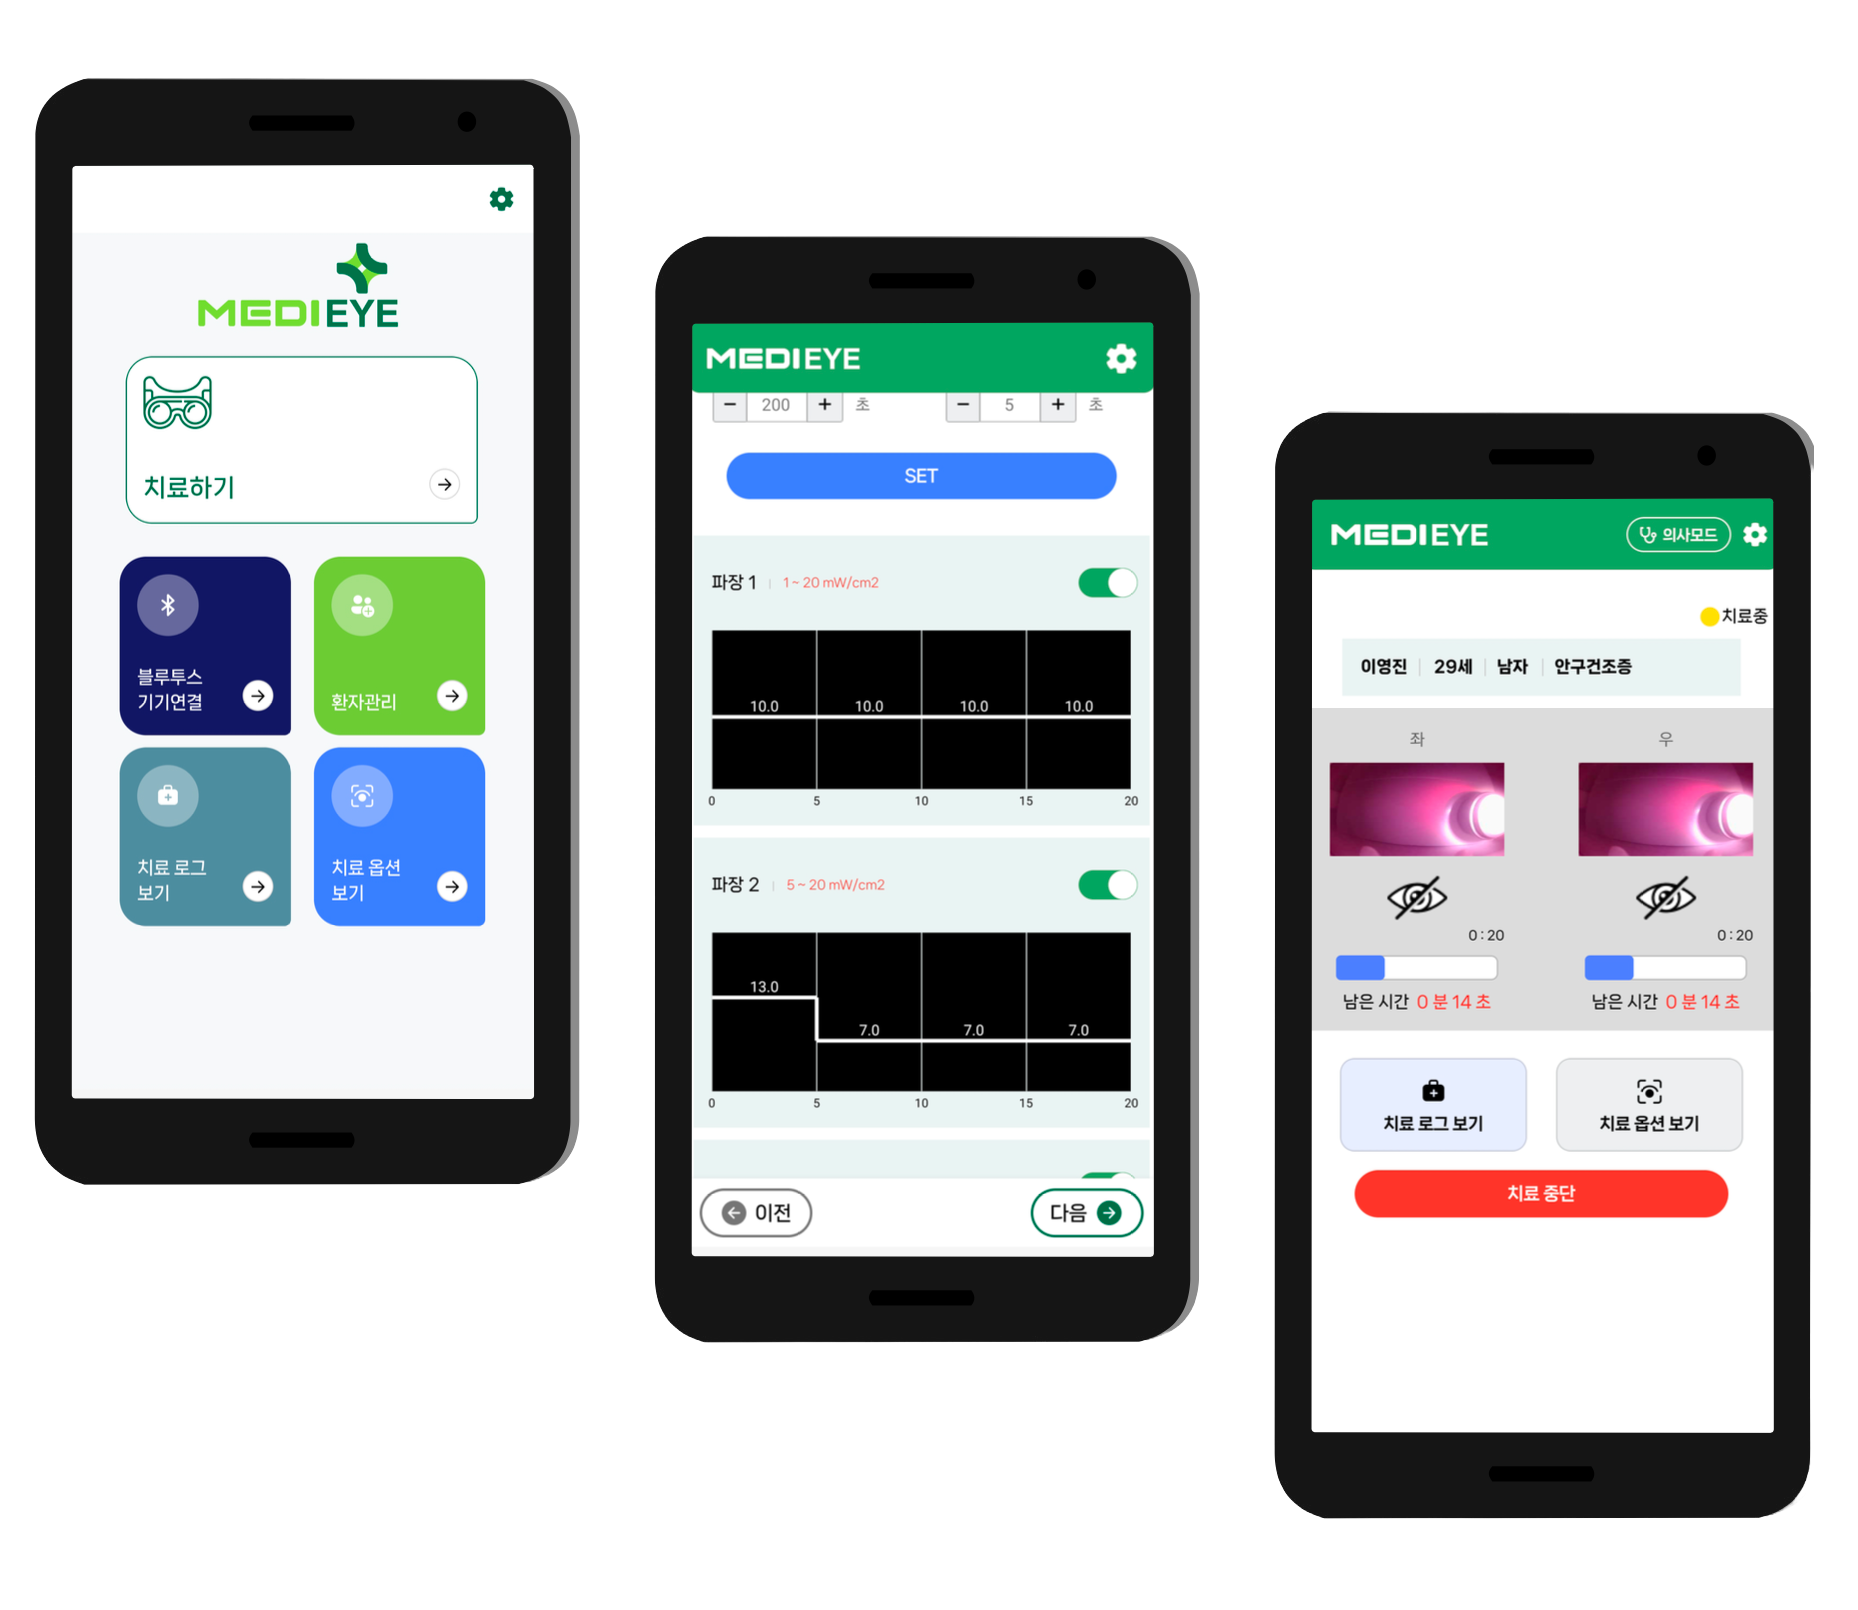 MEDIEYE
치료하기
블루투스
기기연결
환자관리
치료 로그
보기
치료 옵션
보기
MEDIEYE
− 200 + 초 − 5 + 초
SET
파장 1 | 1 ~ 20 mW/cm2
10.0 10.0 10.0 10.0
0 5 10 15 20
파장 2 | 5 ~ 20 mW/cm2
13.0
7.0 7.0 7.0
0 5 10 15 20
이전 다음
MEDIEYE 의사모드
치료중
이영진 | 29세 | 남자 | 안구건조증
좌 우
0 : 20 0 : 20
남은 시간 0 분 14 초 남은 시간 0 분 14 초
치료 로그 보기 치료 옵션 보기
치료 중단